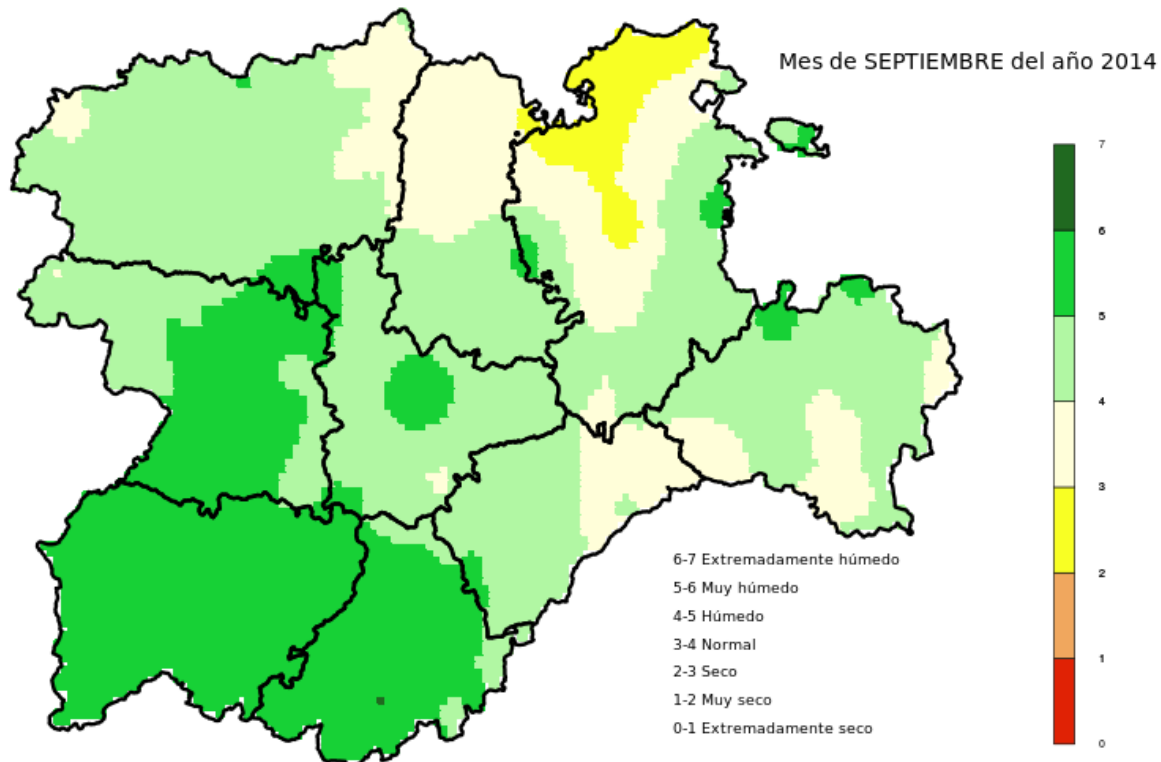 Mes de SEPTIEMBRE del año 2014
7
6
5
4
3
2
1
0
6-7 Extremadamente húmedo
5-6 Muy húmedo
4-5 Húmedo
3-4 Normal
2-3 Seco
1-2 Muy seco
0-1 Extremadamente seco